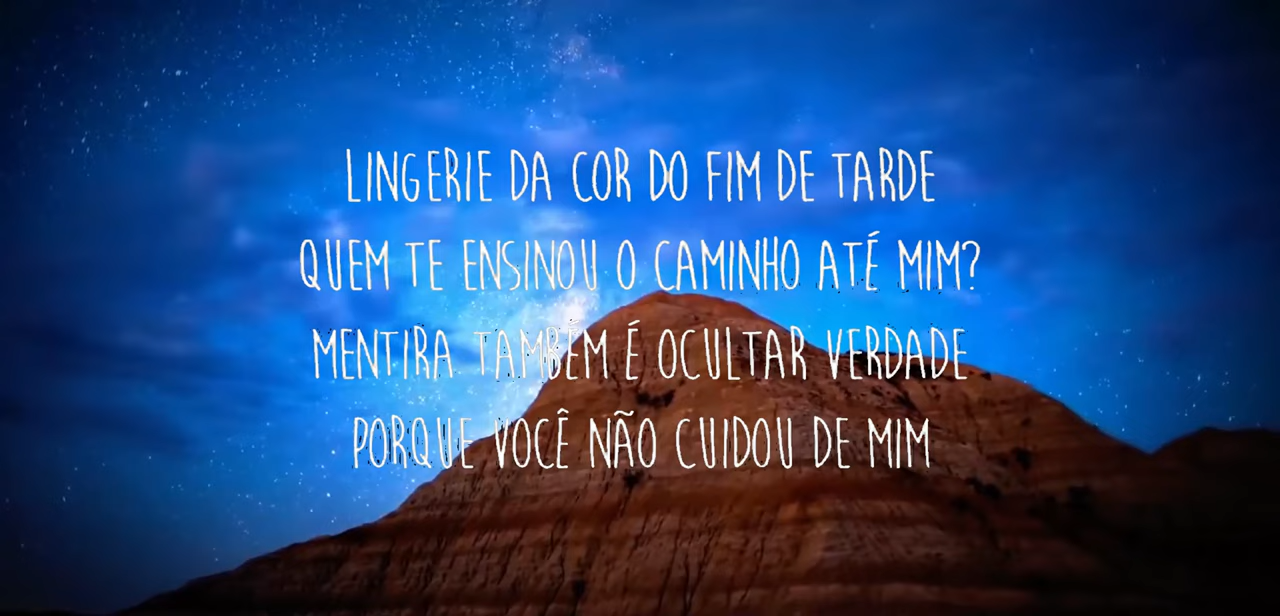 LINGERIE DA COR DO FIM DE TARDE
QUEM TE ENSINOU O CAMINHO ATÉ MIM?
MENTIRA TAMBÉM É OCULTAR VERDADE
PORQUE VOCÊ NÃO CUIDOU DE MIM